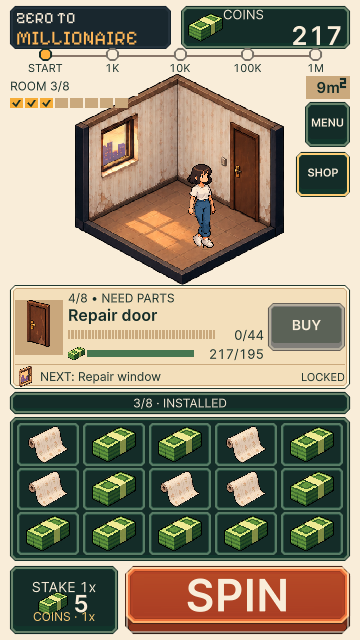 ZERO TO
MILLIONAIRE
COINS
217
START
1K
10K
100K
1M
ROOM 3/8
9m²
MENU
SHOP
4/8 • NEED PARTS
Repair door
0/44
217/195
BUY
NEXT: Repair window
LOCKED
3/8 · INSTALLED
STAKE 1x
5
COINS · 1x
SPIN